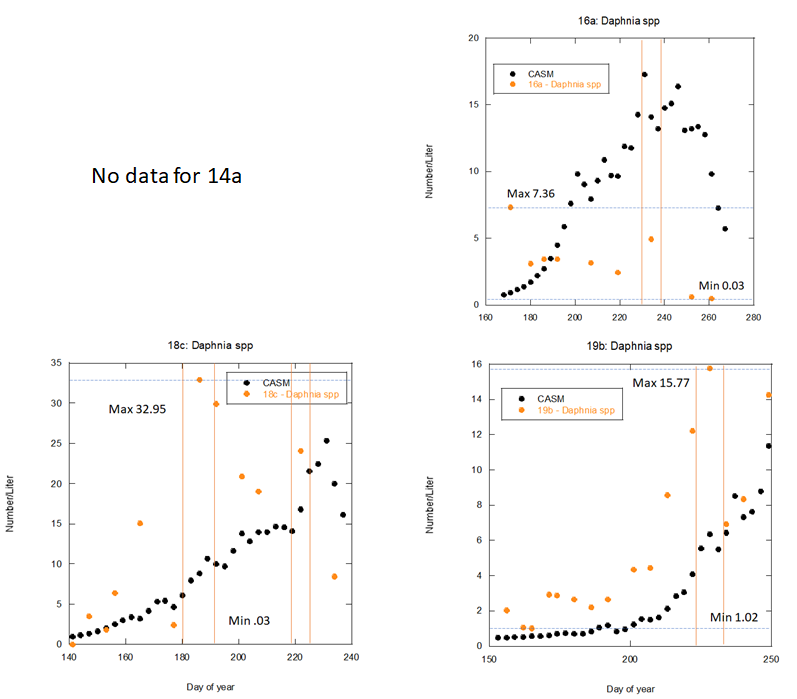 16a: Daphnia spp
20
15
10
5
0
Number/Liter
CASM
16a - Daphnia spp
Max 7.36
Min 0.03
160 180 200 220 240 260 280
No data for 14a
18c: Daphnia spp
35
30
25
20
15
10
5
0
Number/Liter
CASM
18c - Daphnia spp
Max 32.95
Min .03
140 160 180 200 220 240
Day of year
19b: Daphnia spp
16
14
12
10
8
6
4
2
0
Number/Liter
Max 15.77
CASM
19b - Daphnia spp
Min 1.02
150 200 250
Day of year